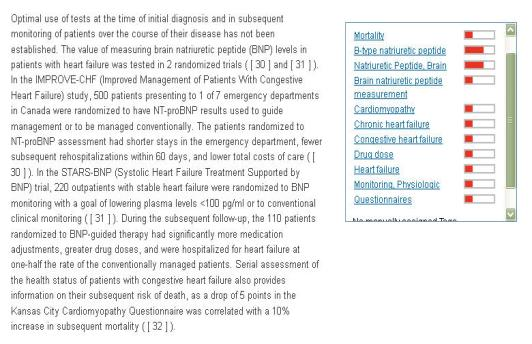 Optimal use of tests at the time of initial diagnosis and in subsequent
monitoring of patients over the course of their disease has not been
established. The value of measuring brain natriuretic peptide (BNP) levels in
patients with heart failure was tested in 2 randomized trials ( [ 30 ] and [ 31 ] ).
In the IMPROVE-CHF (Improved Management of Patients With Congestive
Heart Failure) study, 500 patients presenting to 1 of 7 emergency departments
in Canada were randomized to have NT-proBNP results used to guide
management or to be managed conventionally. The patients randomized to
NT-proBNP assessment had shorter stays in the emergency department, fewer
subsequent rehospitalizations within 60 days, and lower total costs of care ( [
30 ] ). In the STARS-BNP (Systolic Heart Failure Treatment Supported by
BNP) trial, 220 outpatients with stable heart failure were randomized to BNP
monitoring with a goal of lowering plasma levels <100 pg/ml or to conventional
clinical monitoring ( [ 31 ] ). During the subsequent follow-up, the 110 patients
randomized to BNP-guided therapy had significantly more medication
adjustments, greater drug doses, and were hospitalized for heart failure at
one-half the rate of the conventionally managed patients. Serial assessment of
the health status of patients with congestive heart failure also provides
information on their subsequent risk of death, as a drop of 5 points in the
Kansas City Cardiomyopathy Questionnaire was correlated with a 10%
increase in subsequent mortality ( [ 32 ] ).
Mortality
B-type natriuretic peptide
Natriuretic Peptide, Brain
Brain natriuretic peptide
measurement
Cardiomyopathy
Chronic heart failure
Congestive heart failure
Drug dose
Heart failure
Monitoring, Physiologic
Questionnaires
No manually assigned Tags